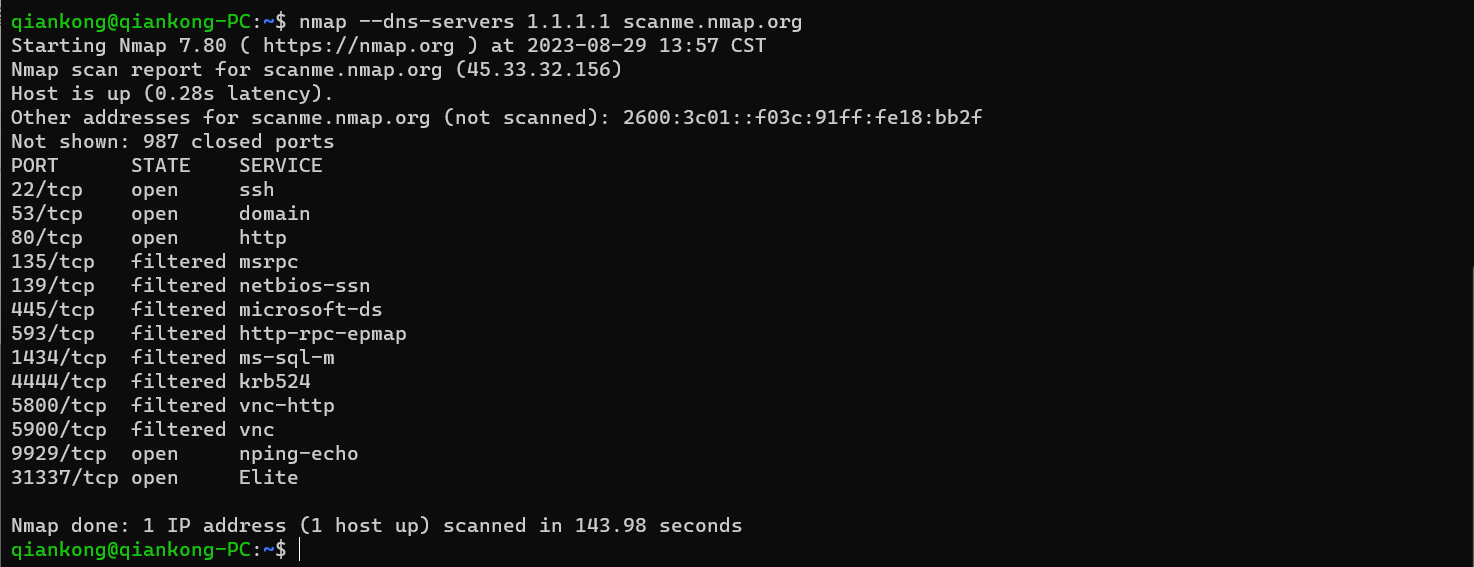 qiankong@qiankong-PC:~$ nmap --dns-servers 1.1.1.1 scanme.nmap.org
Starting Nmap 7.80 ( https://nmap.org ) at 2023-08-29 13:57 CST
Nmap scan report for scanme.nmap.org (45.33.32.156)
Host is up (0.28s latency).
Other addresses for scanme.nmap.org (not scanned): 2600:3c01::f03c:91ff:fe18:bb2f
Not shown: 987 closed ports
PORT      STATE    SERVICE
22/tcp    open     ssh
53/tcp    open     domain
80/tcp    open     http
135/tcp   filtered msrpc
139/tcp   filtered netbios-ssn
445/tcp   filtered microsoft-ds
593/tcp   filtered http-rpc-epmap
1434/tcp  filtered ms-sql-m
4444/tcp  filtered krb524
5800/tcp  filtered vnc-http
5900/tcp  filtered vnc
9929/tcp  open     nping-echo
31337/tcp open     Elite

Nmap done: 1 IP address (1 host up) scanned in 143.98 seconds
qiankong@qiankong-PC:~$